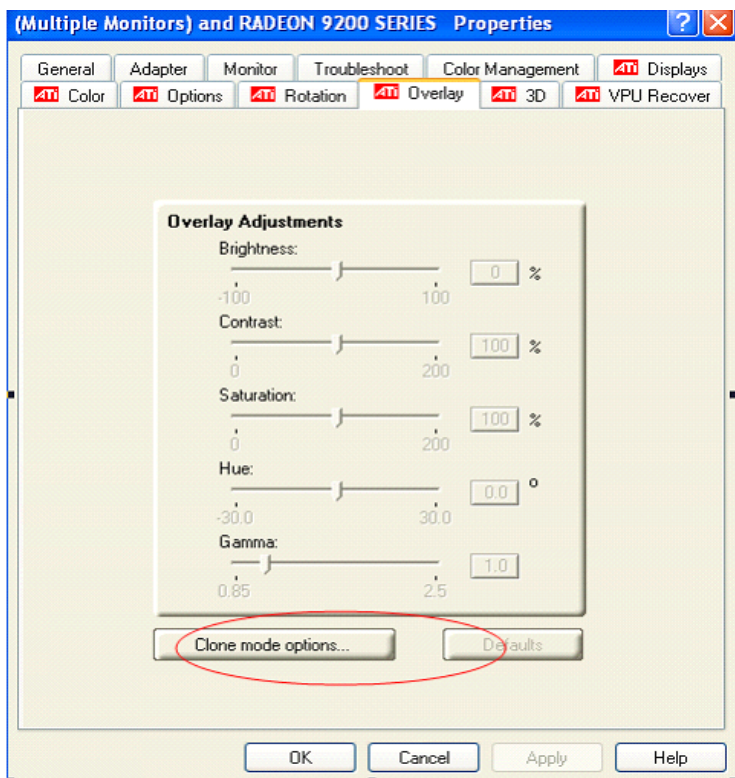 (Multiple Monitors) and RADEON 9200 SERIES Properties
General Adapter Monitor Troubleshoot Color Management ATI Displays
ATI Color ATI Options ATI Rotation ATI Overlay ATI 3D ATI VPU Recover
Overlay Adjustments
Brightness:
0 %
-100 100
Contrast:
100 %
0 200
Saturation:
100 %
0 200
Hue:
0.0 °
-30.0 30.0
Gamma:
1.0
0.85 2.5
Clone mode options... Defaults
OK Cancel Apply Help